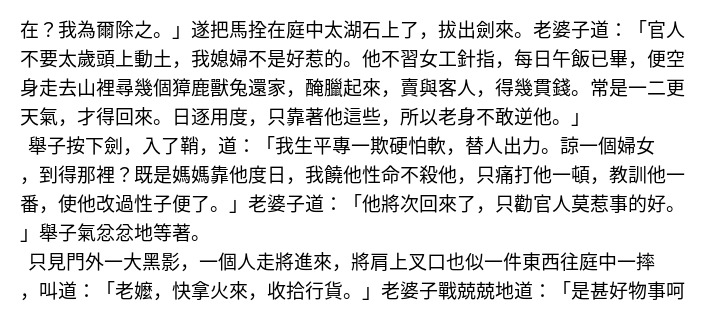 在？我為爾除之。」遂把馬拴在庭中太湖石上了，拔出劍來。老婆子道：「官人
不要太歲頭上動土，我媳婦不是好惹的。他不習女工針指，每日午飯已畢，便空
身走去山裡尋幾個獐鹿獸兔還家，醃臘起來，賣與客人，得幾貫錢。常是一二更
天氣，才得回來。日逐用度，只靠著他這些，所以老身不敢逆他。」
舉子按下劍，入了鞘，道：「我生平專一欺硬怕軟，替人出力。諒一個婦女
，到得那裡？既是媽媽靠他度日，我饒他性命不殺他，只痛打他一頓，教訓他一
番，使他改過性子便了。」老婆子道：「他將次回來了，只勸官人莫惹事的好。
」舉子氣忿忿地等著。
只見門外一大黑影，一個人走將進來，將肩上叉口也似一件東西往庭中一摔
，叫道：「老嬤，快拿火來，收拾行貨。」老婆子戰兢兢地道：「是甚好物事呵